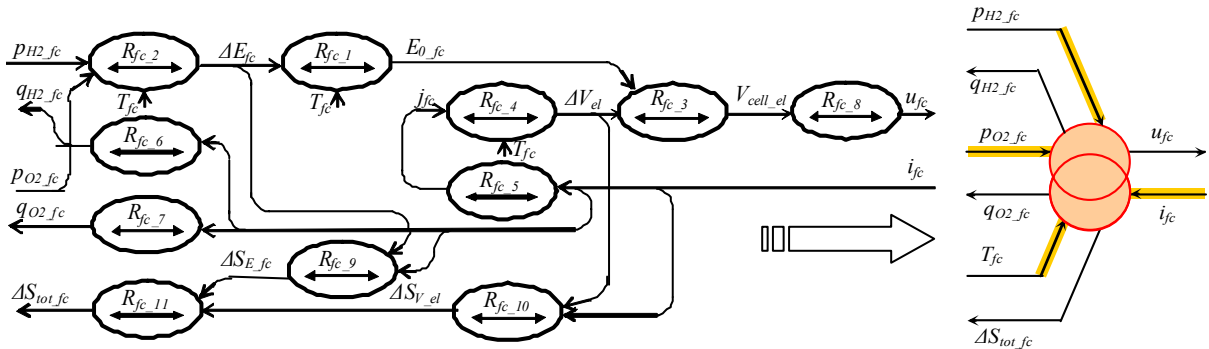 p_H2_fc
R_fc_2
ΔE_fc
R_fc_1
E_0_fc
q_H2_fc
T_fc
T_fc
j_fc
R_fc_4
ΔV_el
R_fc_3
V_cell_el
R_fc_8
u_fc
R_fc_6
T_fc
p_O2_fc
R_fc_5
i_fc
q_O2_fc
R_fc_7
ΔS_E_fc
R_fc_9
ΔS_V_el
ΔS_tot_fc
R_fc_11
R_fc_10
p_H2_fc
q_H2_fc
p_O2_fc
u_fc
q_O2_fc
i_fc
T_fc
ΔS_tot_fc